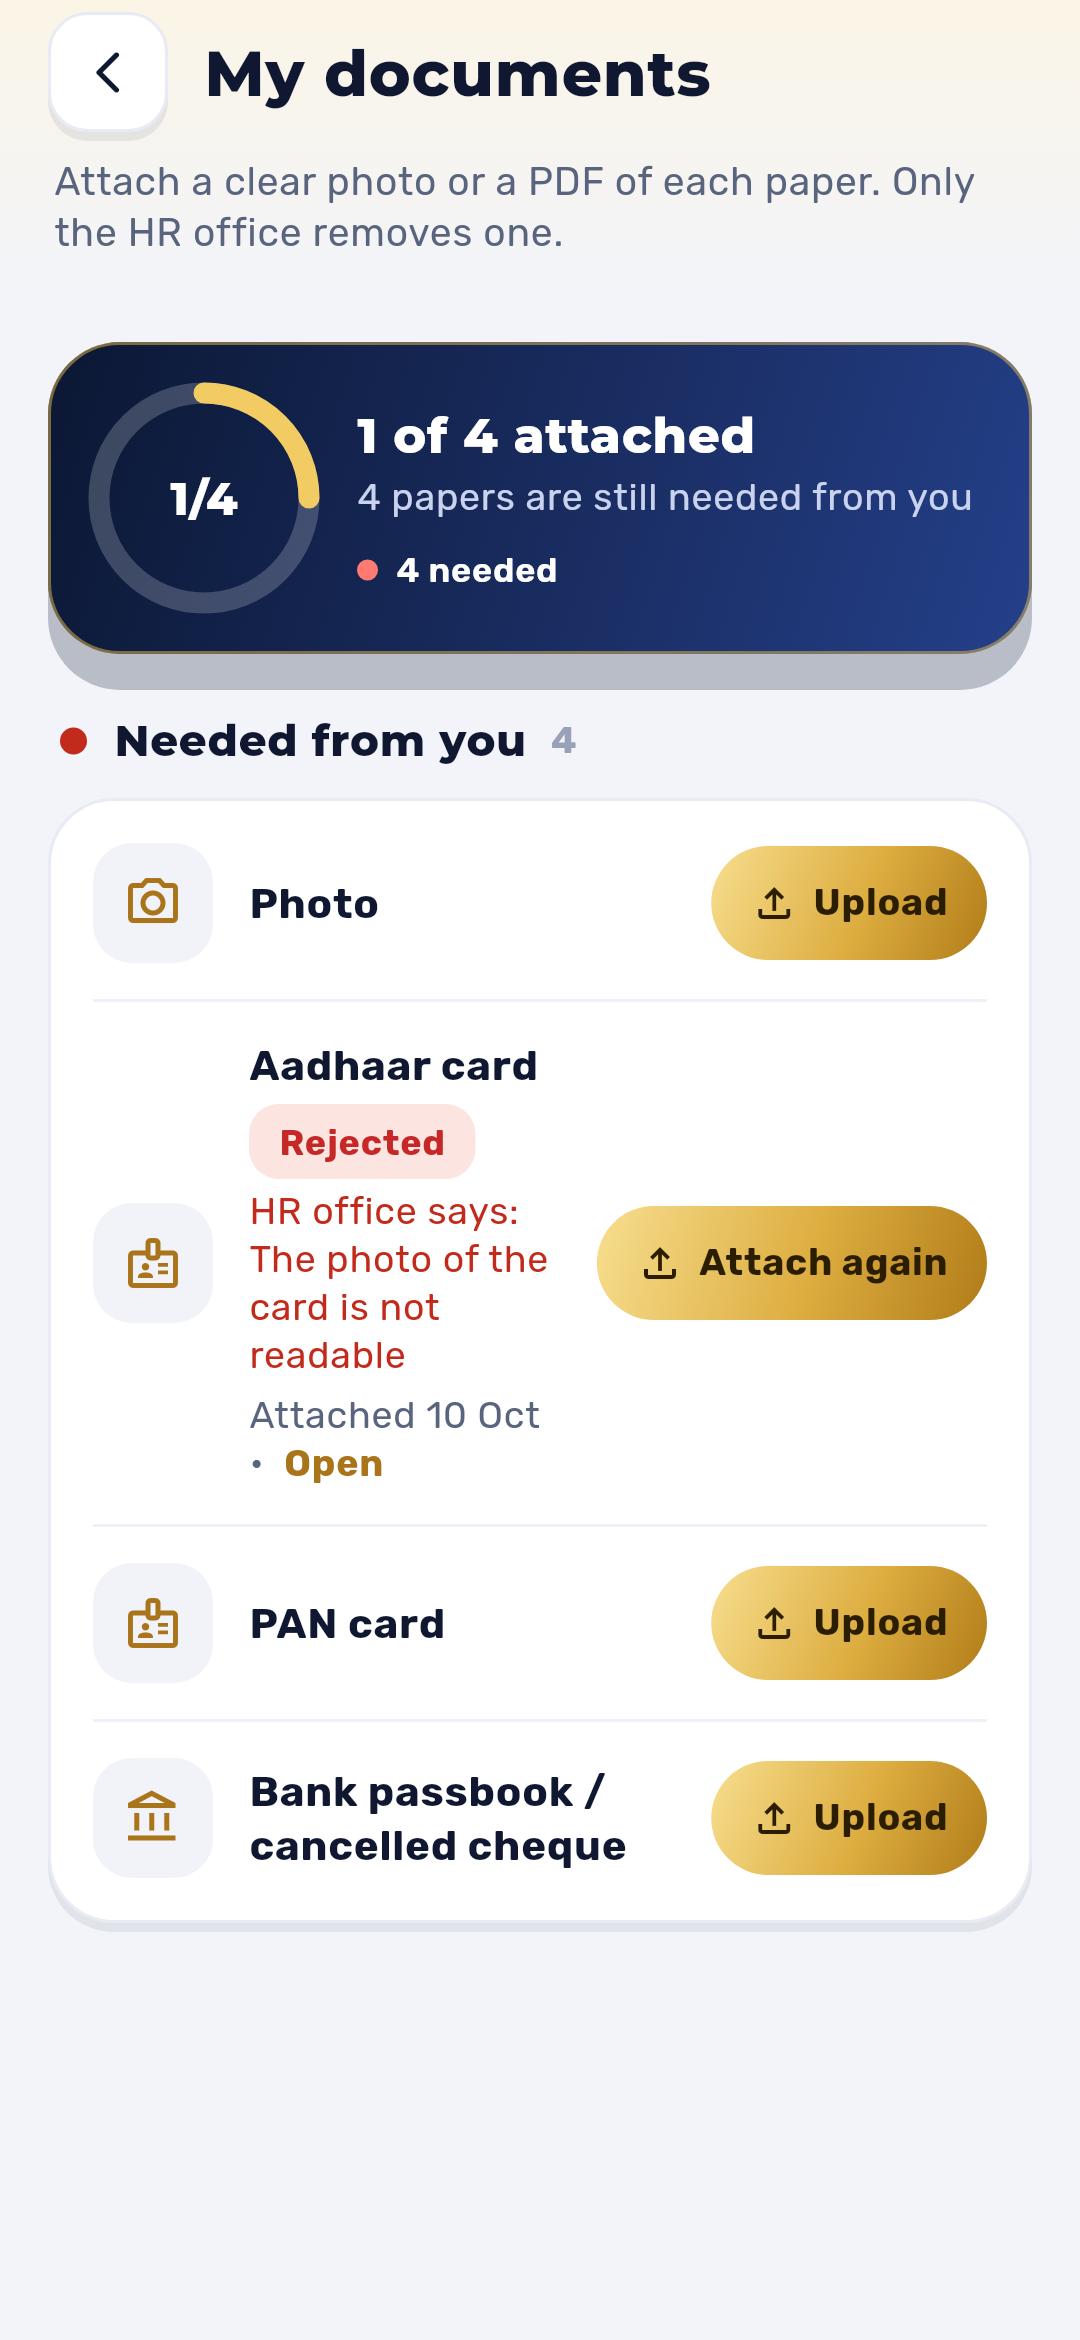 My documents
Attach a clear photo or a PDF of each paper. Only
the HR office removes one.
1/4
1 of 4 attached
4 papers are still needed from you
4 needed
Needed from you 4
Photo
Upload
Aadhaar card
Rejected
HR office says:
The photo of the
card is not
readable
Attached 10 Oct
• Open
Attach again
PAN card
Upload
Bank passbook /
cancelled cheque
Upload